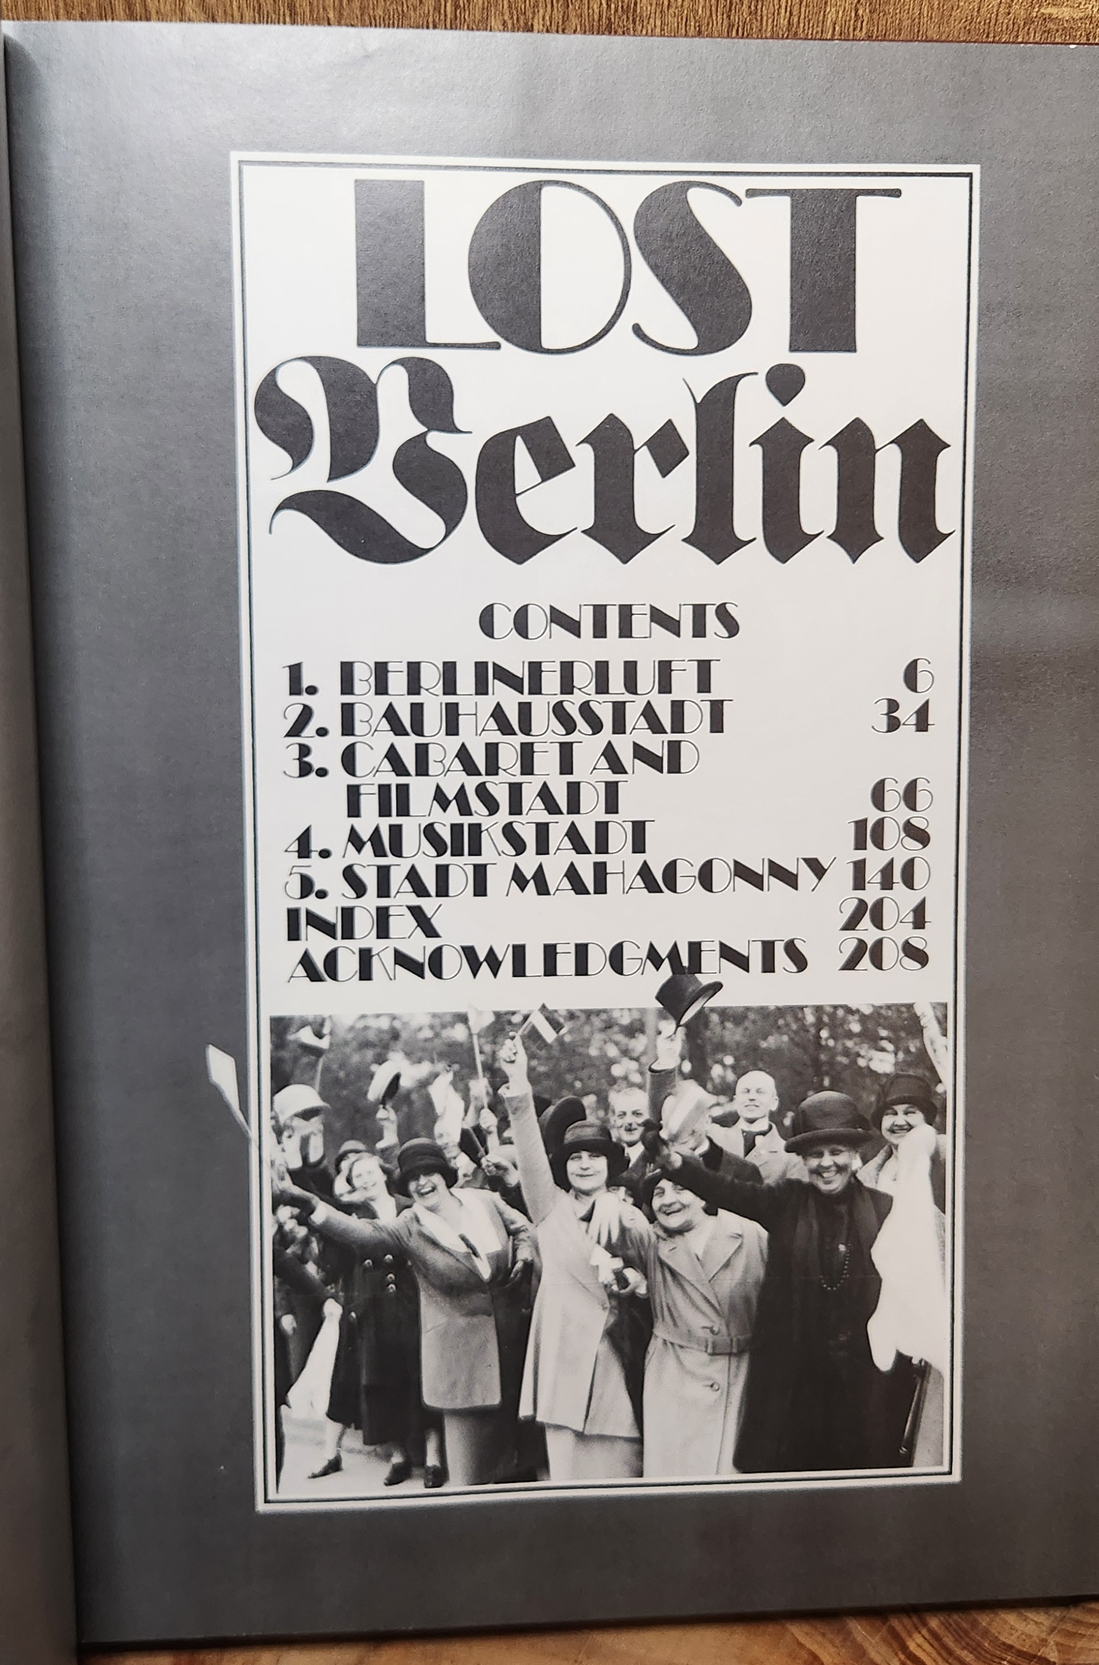 LOST
Berlin
CONTENTS
1. BERLINERLUFT 6
2. BAUHAUSSTADT 34
3. CABARET AND
FILMSTADT 66
4. MUSIKSTADT 108
5. STADT MAHAGONNY 140
INDEX 204
ACKNOWLEDGMENTS 208